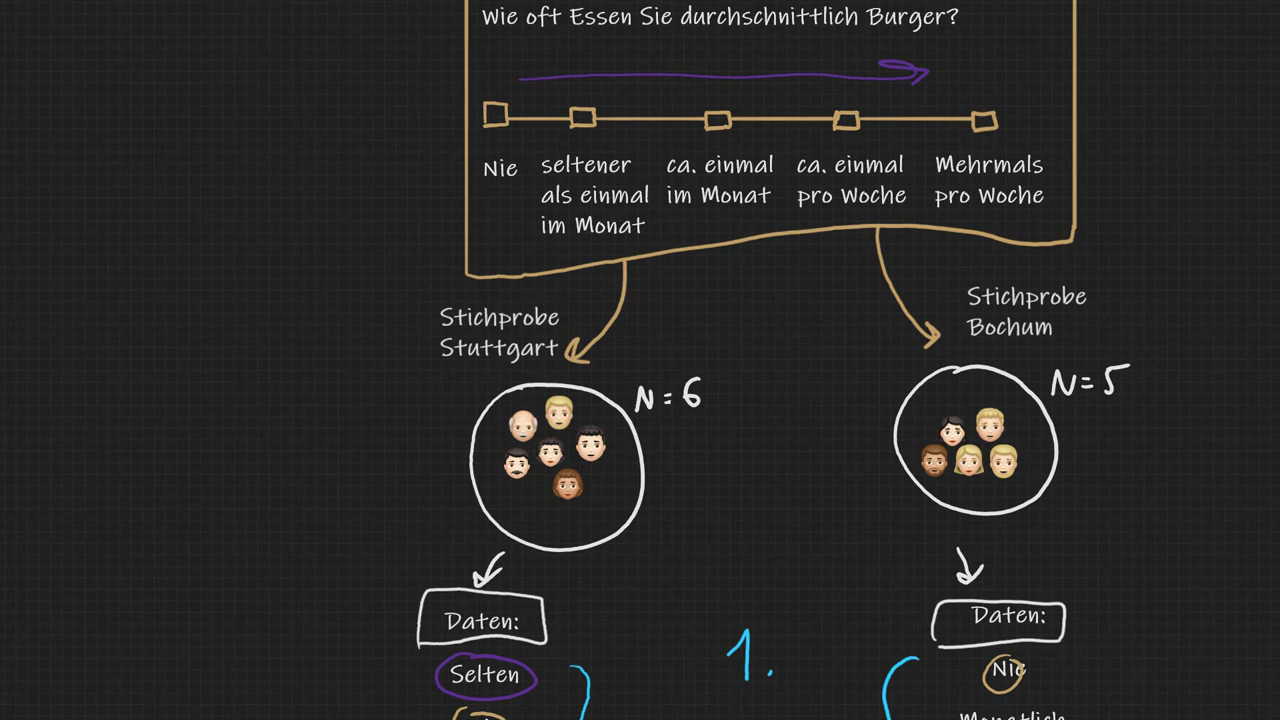 Wie oft Essen Sie durchschnittlich Burger?
Nie
seltener
als einmal
im Monat
ca. einmal
im Monat
ca. einmal
pro Woche
Mehrmals
pro Woche
Stichprobe
Stuttgart
N = 6
Stichprobe
Bochum
N = 5
Daten:
Selten
1.
Daten:
Nie
Monatlich